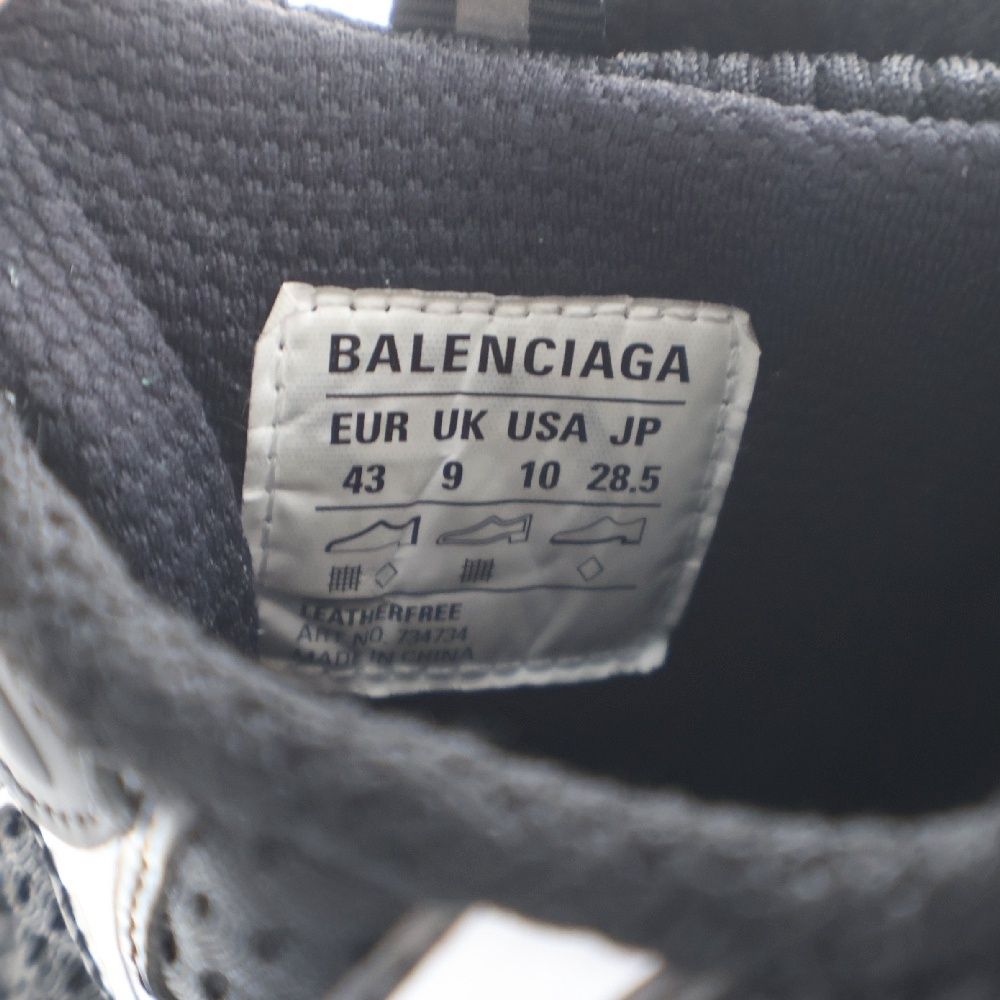 BALENCIAGA
EUR UK USA JP
43 9 10 28.5
LEATHERFREE
ART NO. 734734
MADE IN CHINA